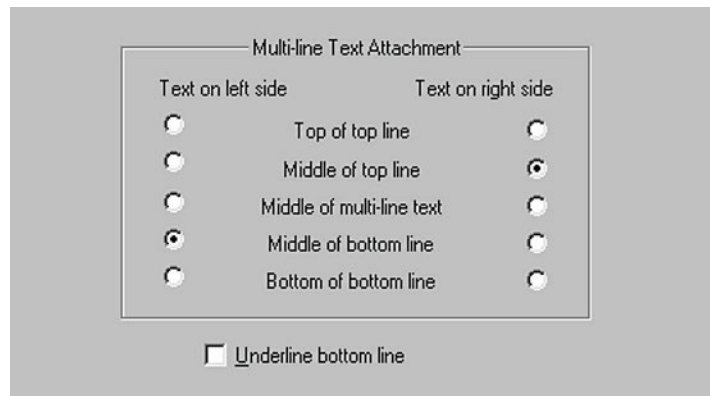 Multi-line Text Attachment
Text on left side Text on right side
Top of top line
Middle of top line
Middle of multi-line text
Middle of bottom line
Bottom of bottom line
Underline bottom line